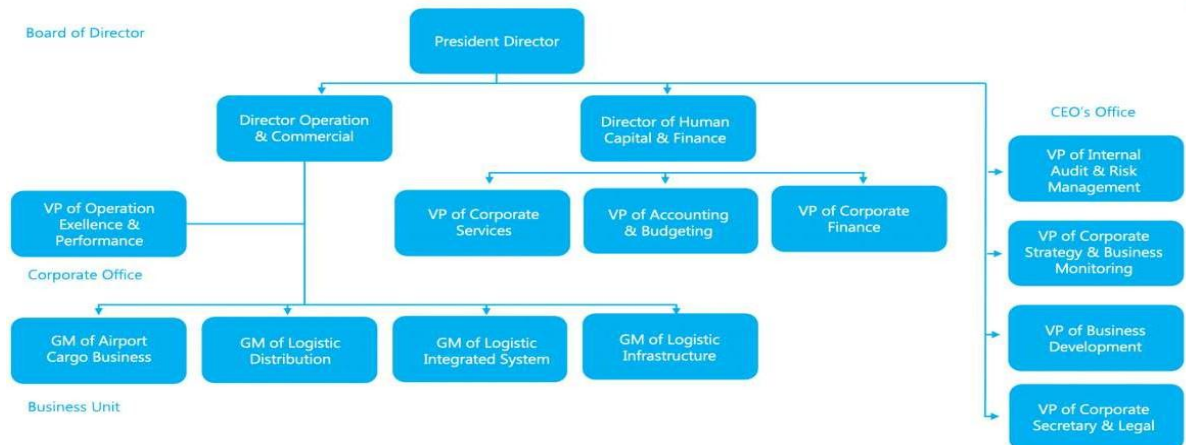 Board of Director
President Director
Director Operation
& Commercial
Director of Human
Capital & Finance
CEO's Office
VP of Internal
Audit & Risk
Management
VP of Operation
Exellence &
Performance
VP of Corporate
Services
VP of Accounting
& Budgeting
VP of Corporate
Finance
VP of Corporate
Strategy & Business
Monitoring
Corporate Office
GM of Airport
Cargo Business
GM of Logistic
Distribution
GM of Logistic
Integrated System
GM of Logistic
Infrastructure
VP of Business
Development
Business Unit
VP of Corporate
Secretary & Legal